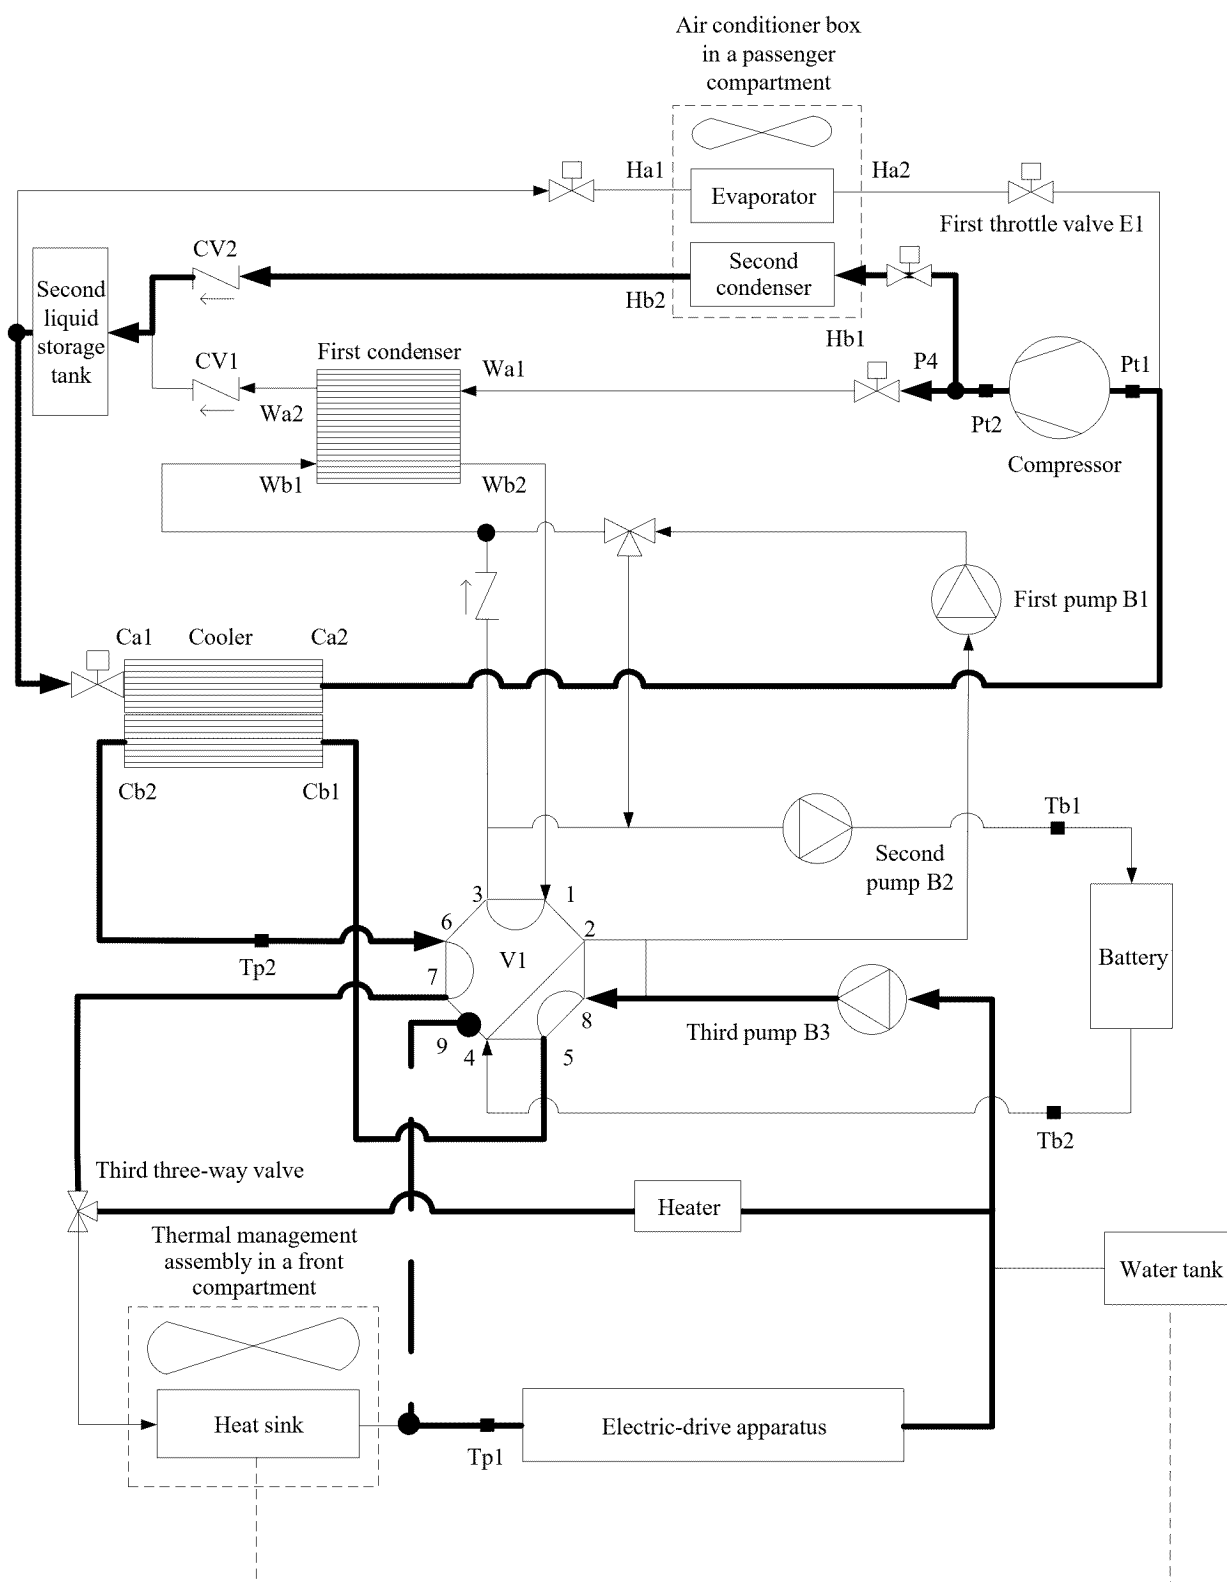 Air conditioner box
in a passenger
compartment
Ha1
Ha2
Evaporator
First throttle valve E1
CV2
Second
liquid
storage
tank
Second
condenser
Hb2
Hb1
First condenser
CV1
Wa1
P4
Pt1
Wa2
Pt2
Compressor
Wb1
Wb2
First pump B1
Ca1
Cooler
Ca2
Cb2
Cb1
Tb1
Second
pump B2
3
1
6
2
Battery
V1
Tp2
7
8
Third pump B3
9
4
5
Tb2
Third three-way valve
Heater
Thermal management
assembly in a front
compartment
Water tank
Heat sink
Electric-drive apparatus
Tp1